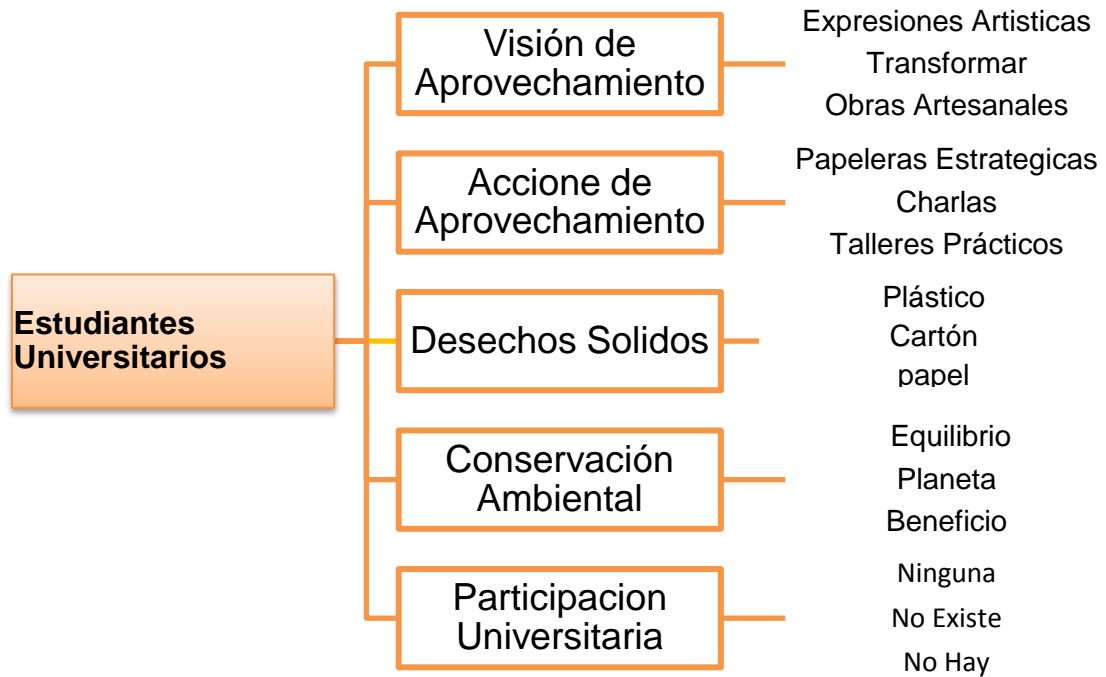 Estudiantes
Universitarios
Visión de
Aprovechamiento
Expresiones Artisticas
Transformar
Obras Artesanales
Accione de
Aprovechamiento
Papeleras Estrategicas
Charlas
Talleres Prácticos
Desechos Solidos
Plástico
Cartón
papel
Conservación
Ambiental
Equilibrio
Planeta
Beneficio
Participacion
Universitaria
Ninguna
No Existe
No Hay